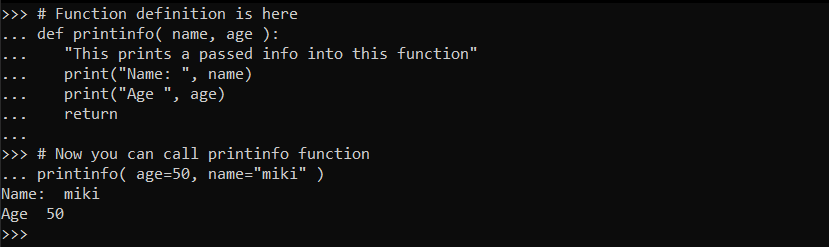 >>> # Function definition is here
... def printinfo( name, age ):
...    "This prints a passed info into this function"
...    print("Name: ", name)
...    print("Age ", age)
...    return
...
>>> # Now you can call printinfo function
... printinfo( age=50, name="miki" )
Name:  miki
Age  50
>>>